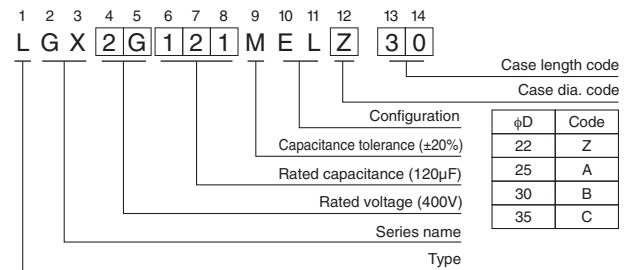 1 2 3 4 5 6 7 8 9 10 11 12 13 14
L G X 2 G 1 2 1 M E L Z 3 0
Case length code
Case dia. code
Configuration
Capacitance tolerance (±20%)
Rated capacitance (120µF)
Rated voltage (400V)
Series name
Type
ϕD Code
22 Z
25 A
30 B
35 C